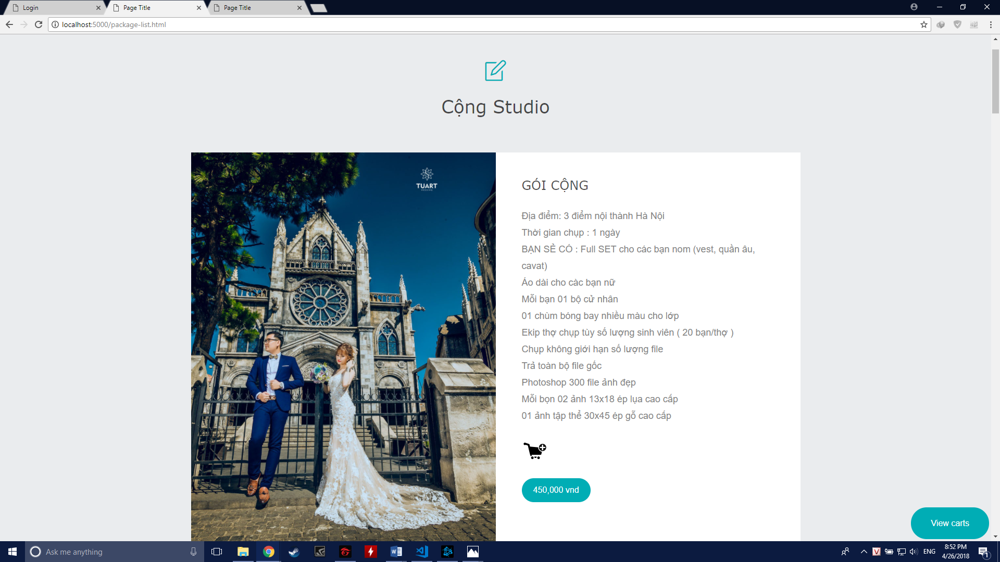 Login
Page Title
Page Title
localhost:5000/package-list.html
Cộng Studio
TUART
WEDDING
GÓI CỘNG
Địa điểm: 3 điểm nội thành Hà Nội
Thời gian chụp : 1 ngày
BẠN SẺ CÓ : Full SET cho các bạn nom (vest, quần âu,
cavat)
Áo dài cho càc bạn nữ
Mỗi bạn 01 bộ cử nhân
01 chùm bóng bay nhiều màu cho lớp
Ekip thợ chụp tùy số lượng sinh viên ( 20 bạn/thợ )
Chụp không giới hạn số lượng file
Trả toàn bộ file gốc
Photoshop 300 file ảnh đẹp
Mỗi bọn 02 ảnh 13x18 ép lụa cao cấp
01 ảnh tập thể 30x45 ép gỗ cao cấp
450,000 vnd
View carts
Ask me anything
ENG
8:52 PM
4/26/2018
1